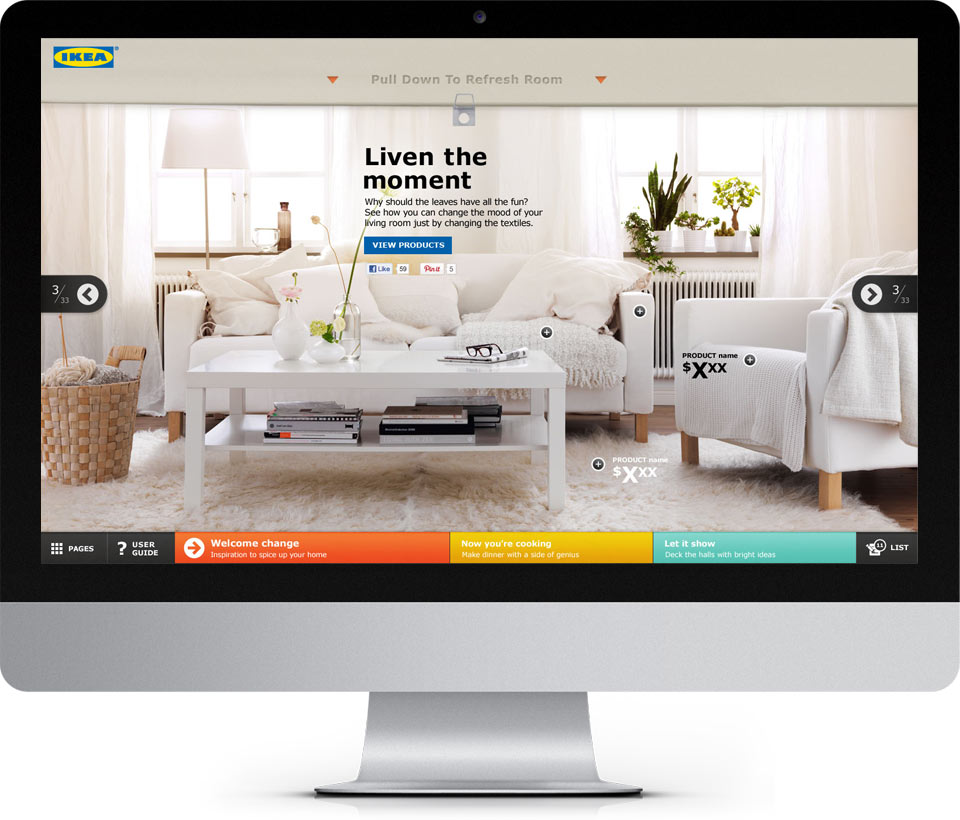 IKEA®
Pull Down To Refresh Room
Liven the
moment
Why should the leaves have all the fun?
See how you can change the mood of your
living room just by changing the textiles.
VIEW PRODUCTS
Like 59 Pin it 5
3/33
3/33
PRODUCT name
$XXX
PRODUCT name
$XXX
PAGES
? USER
GUIDE
Welcome change
Inspiration to spice up your home
Now you're cooking
Make dinner with a side of genius
Let it show
Deck the halls with bright ideas
11
LIST